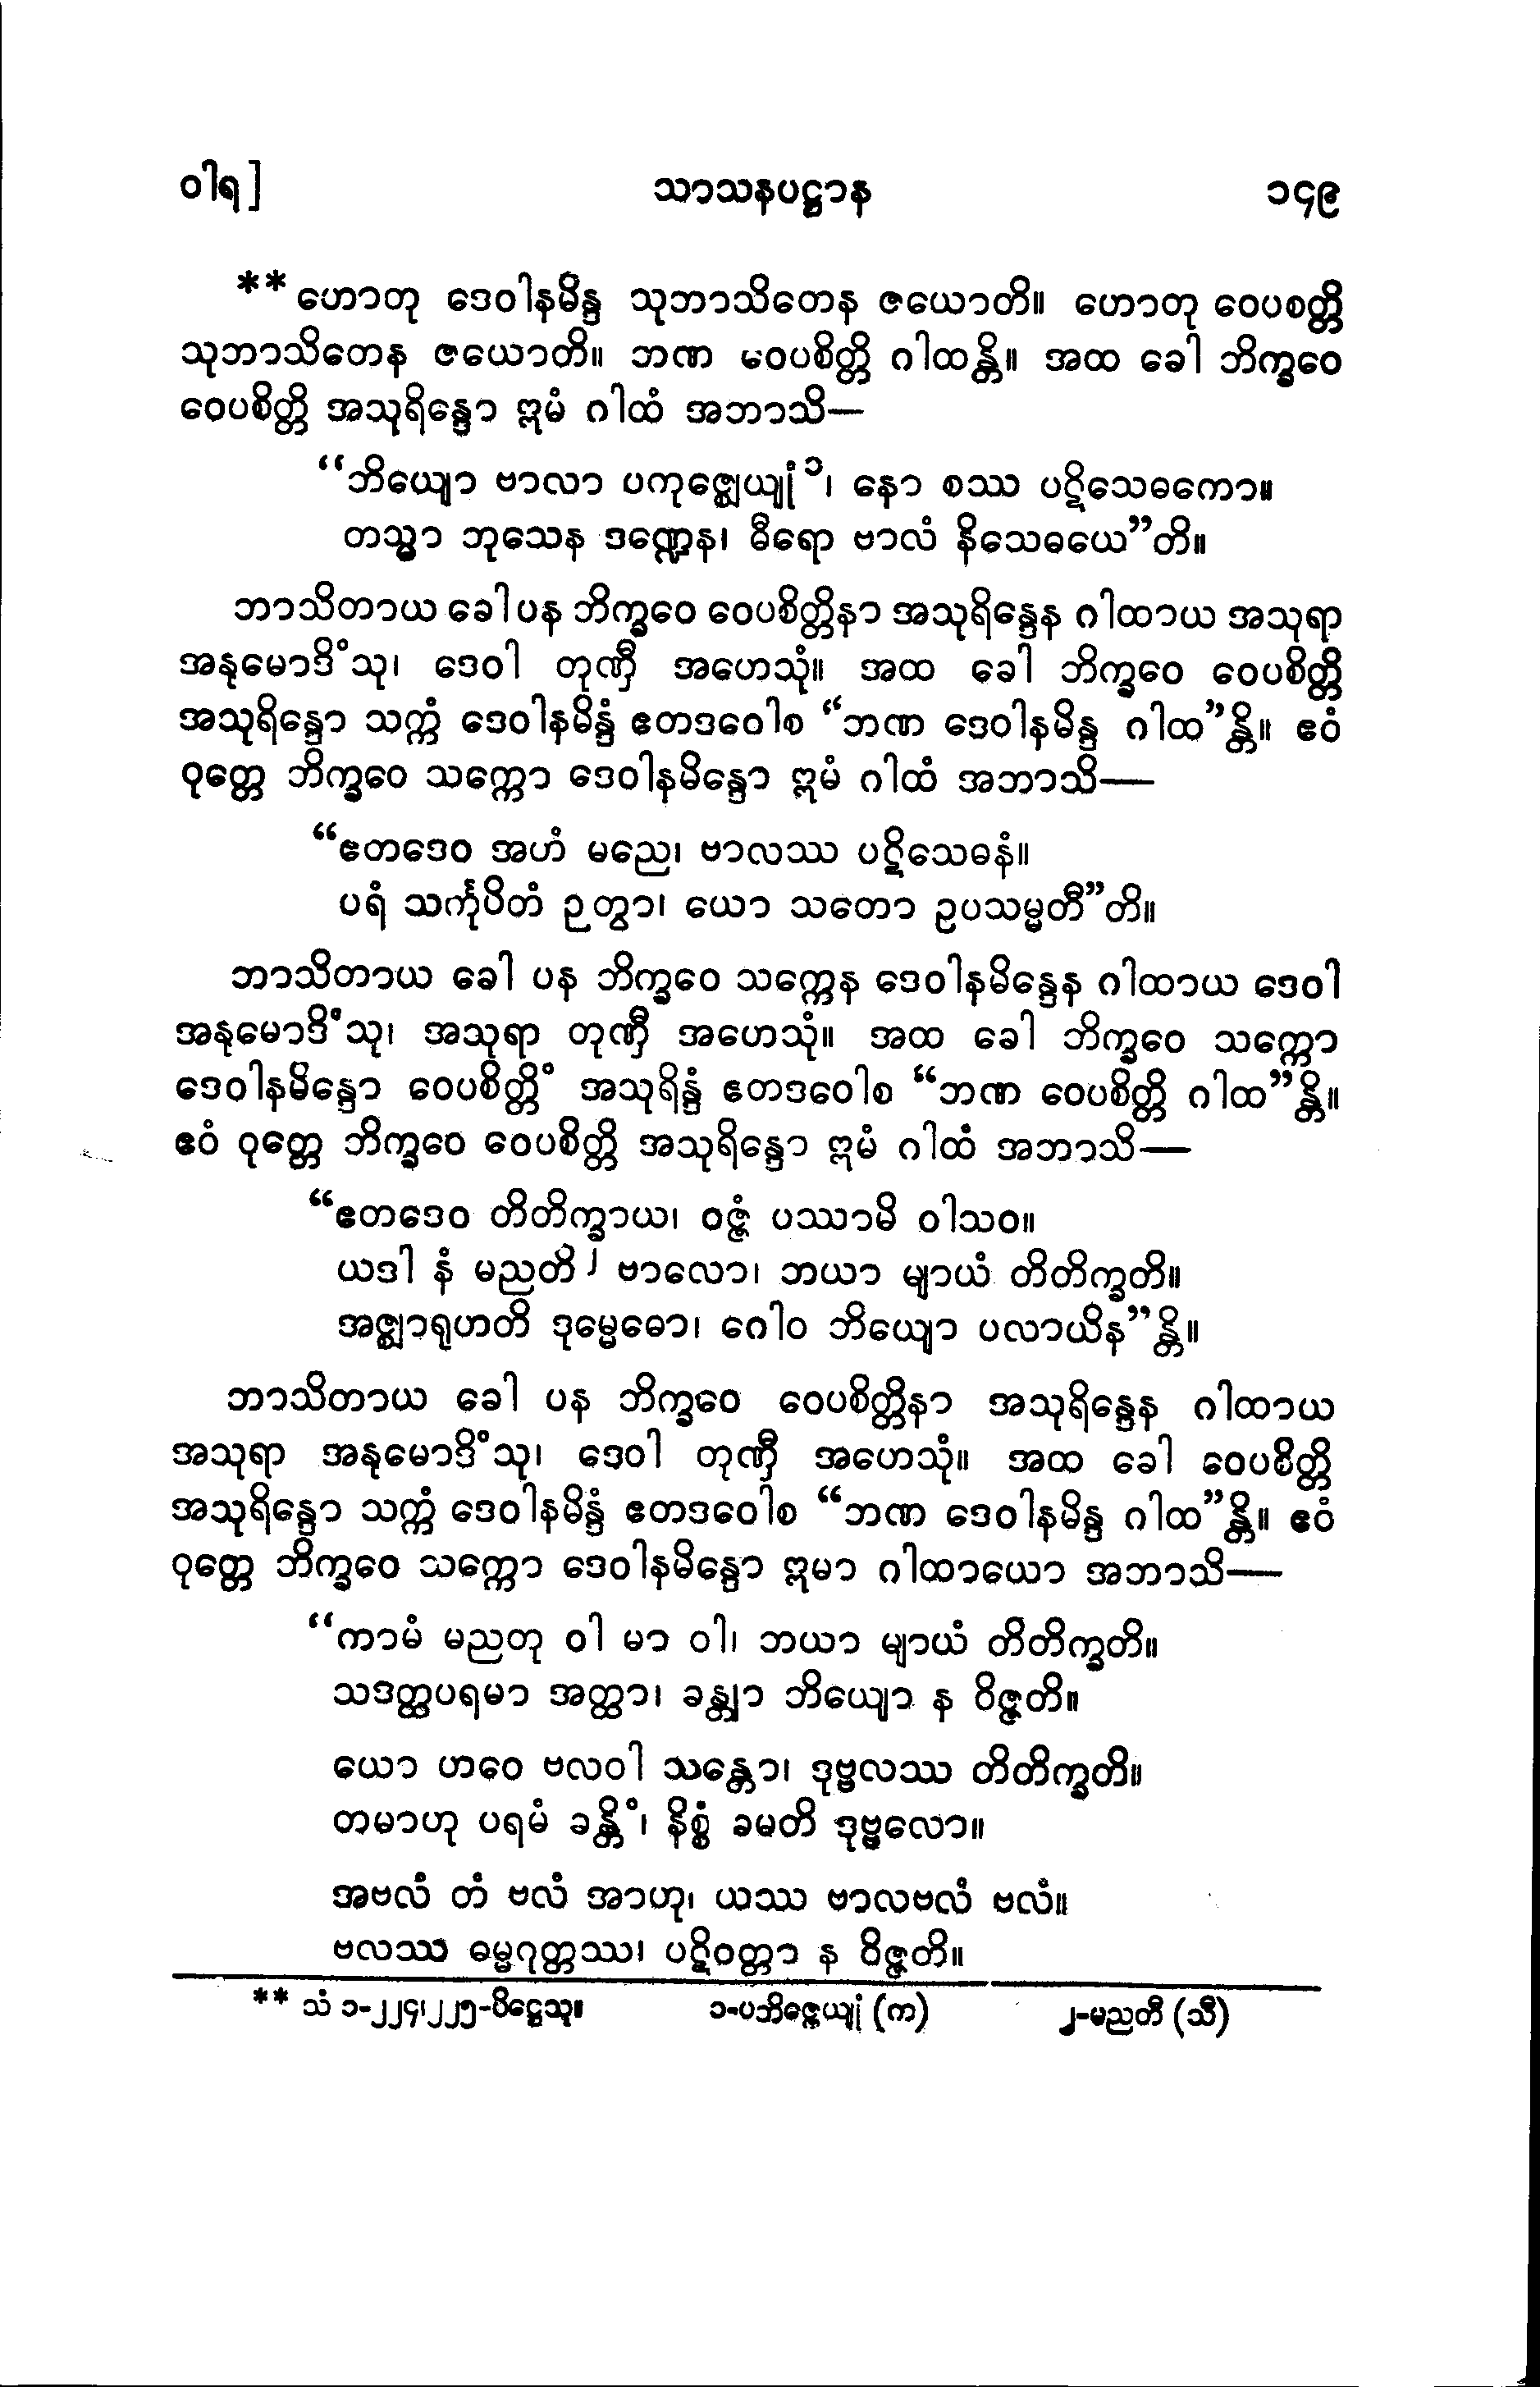 ဝါရ]
သာသနပဋ္ဌာန
၁၄၉
** ဟောတု ဒေဝါနမိန္ဒ သုဘာသိတေန ဇယောတိ။ ဟောတု ဝေပစတ္တိ
သုဘာသိတေန ဇယောတိ။ ဘဏ ဝေပစိတ္တိ ဂါထန္တိ။ အထ ခေါ ဘိက္ခဝေ
ဝေပစိတ္တိ အသုရိန္ဒော ဣမံ ဂါထံ အဘာသိ—
“ဘိယျော ဗာလာ ပကုဇ္ဈေယျုံ၁၊ နော စဿ ပဋိသေဓကော။
တသ္မာ ဘုသေန ဒဏ္ဍေန၊ ဓီရော ဗာလံ နိသေဓယေ”တိ။
ဘာသိတာယ ခေါ ပန ဘိက္ခဝေ ဝေပစိတ္တိနာ အသုရိန္ဒေန ဂါထာယ အသုရာ
အနုမောဒိံသု၊ ဒေဝါ တုဏှီ အဟေသုံ။ အထ ခေါ ဘိက္ခဝေ ဝေပစိတ္တိ
အသုရိန္ဒော သက္ကံ ဒေဝါနမိန္ဒံ ဧတဒဝေါစ “ဘဏ ဒေဝါနမိန္ဒ ဂါထ”န္တိ။ ဧဝံ
ဝုတ္တေ ဘိက္ခဝေ သက္ကော ဒေဝါနမိန္ဒော ဣမံ ဂါထံ အဘာသိ—
“ဧတဒေဝ အဟံ မညေ၊ ဗာလဿ ပဋိသေဓနံ။
ပရံ သင်္ကုပိတံ ဉတွာ၊ ယော သတော ဥပသမ္မတီ”တိ။
ဘာသိတာယ ခေါ ပန ဘိက္ခဝေ သက္ကေန ဒေဝါနမိန္ဒေန ဂါထာယ ဒေဝါ
အနုမောဒိံသု၊ အသုရာ တုဏှီ အဟေသုံ။ အထ ခေါ ဘိက္ခဝေ သက္ကော
ဒေဝါနမိန္ဒော ဝေပစိတ္တိံ အသုရိန္ဒံ ဧတဒဝေါစ “ဘဏ ဝေပစိတ္တိ ဂါထ”န္တိ။
ဧဝံ ဝုတ္တေ ဘိက္ခဝေ ဝေပစိတ္တိ အသုရိန္ဒော ဣမံ ဂါထံ အဘာသိ—
“ဧတဒေဝ တိတိက္ခာယ၊ ဝဇ္ဇံ ပဿာမိ ဝါသဝ။
ယဒါ နံ မညတိ၂ ဗာလော၊ ဘယာ မျာယံ တိတိက္ခတိ။
အဇ္ဈာရုဟတိ ဒုမ္မေဓော၊ ဂေါဝ ဘိယျော ပလာယိန”န္တိ။
ဘာသိတာယ ခေါ ပန ဘိက္ခဝေ ဝေပစိတ္တိနာ အသုရိန္ဒေန ဂါထာယ
အသုရာ အနုမောဒိံသု၊ ဒေဝါ တုဏှီ အဟေသုံ။ အထ ခေါ ဝေပစိတ္တိ
အသုရိန္ဒော သက္ကံ ဒေဝါနမိန္ဒံ ဧတဒဝေါစ “ဘဏ ဒေဝါနမိန္ဒ ဂါထ”န္တိ။ ဧဝံ
ဝုတ္တေ ဘိက္ခဝေ သက္ကော ဒေဝါနမိန္ဒော ဣမာ ဂါထာယော အဘာသိ—
“ကာမံ မညတု ဝါ မာ ဝါ၊ ဘယာ မျာယံ တိတိက္ခတိ။
သဒတ္ထပရမာ အတ္ထာ၊ ခန္တျာ ဘိယျော န ဝိဇ္ဇတိ။
ယော ဟဝေ ဗလဝါ သန္တော၊ ဒုဗ္ဗလဿ တိတိက္ခတိ။
တမာဟု ပရမံ ခန္တိံ၊ နိစ္စံ ခမတိ ဒုဗ္ဗလော။
အဗလံ တံ ဗလံ အာဟု၊ ယဿ ဗာလဗလံ ဗလံ။
ဗလဿ ဓမ္မဂုတ္တဿ၊ ပဋိဝတ္တာ န ဝိဇ္ဇတိ။
** သံ ၁-၂၂၄၊၂၂၅-ပိဋ္ဌေသု။
၁-ပဘိဇ္ဇေယျုံ (က)
၂-မညတီ (သီ)